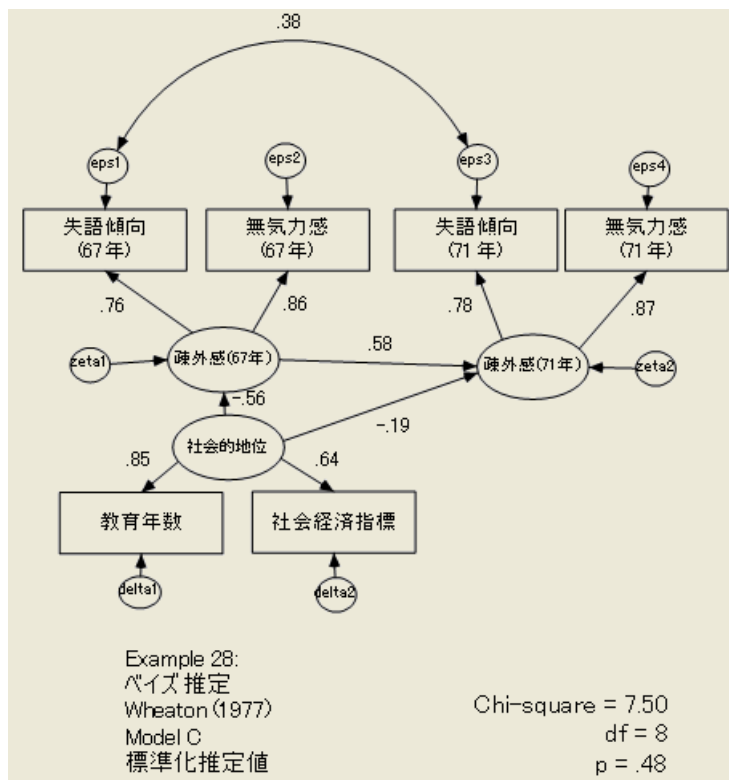 .38
eps1
eps2
eps3
eps4
失語傾向
(67年)
無気力感
(67年)
失語傾向
(71年)
無気力感
(71年)
.76
.86
.78
.87
zeta1
疎外感(67年)
.58
疎外感(71年)
zeta2
-.56
-.19
社会的地位
.85
.64
教育年数
社会経済指標
delta1
delta2
Example 28:
ベイズ推定
Wheaton (1977)
Model C
標準化推定値
Chi-square = 7.50
df = 8
p = .48